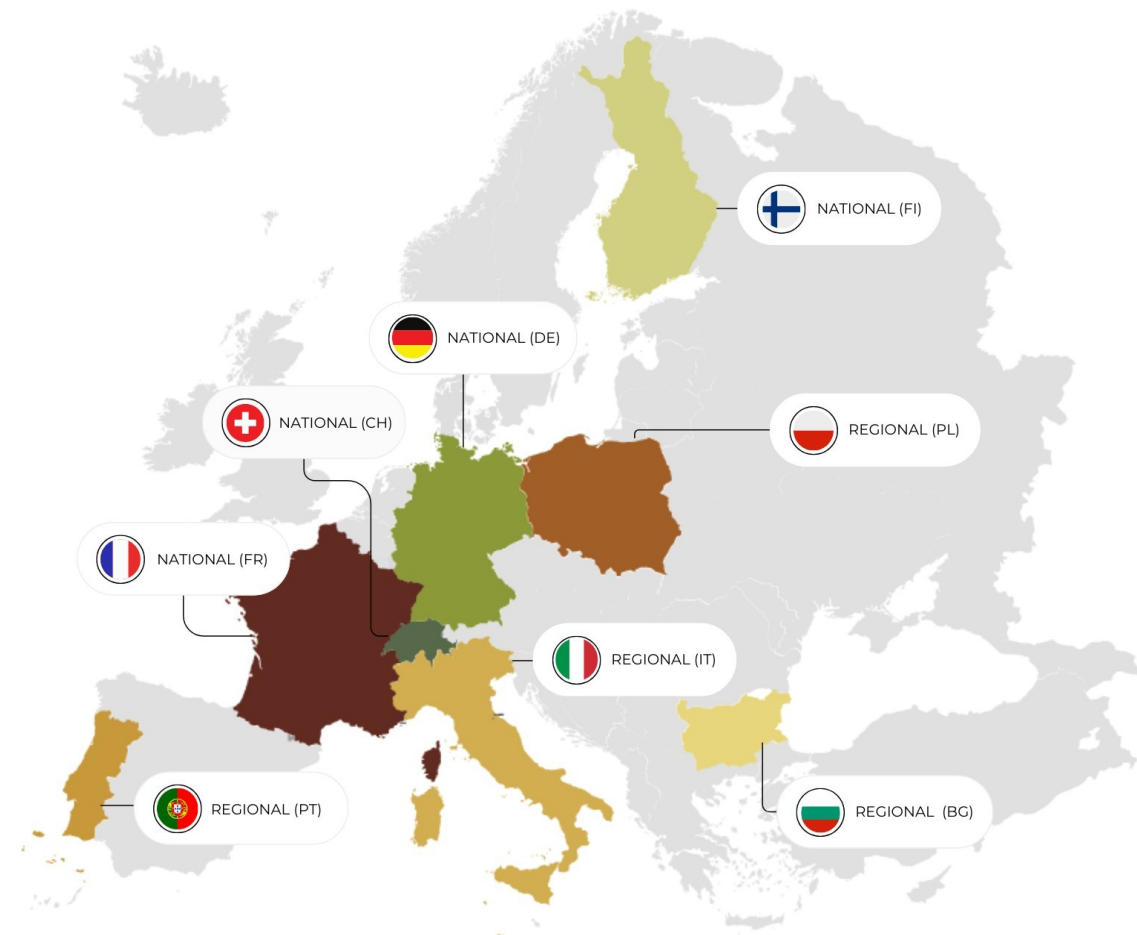 NATIONAL (FI)
NATIONAL (DE)
NATIONAL (CH)
REGIONAL (PL)
NATIONAL (FR)
REGIONAL (IT)
REGIONAL (PT)
REGIONAL (BG)